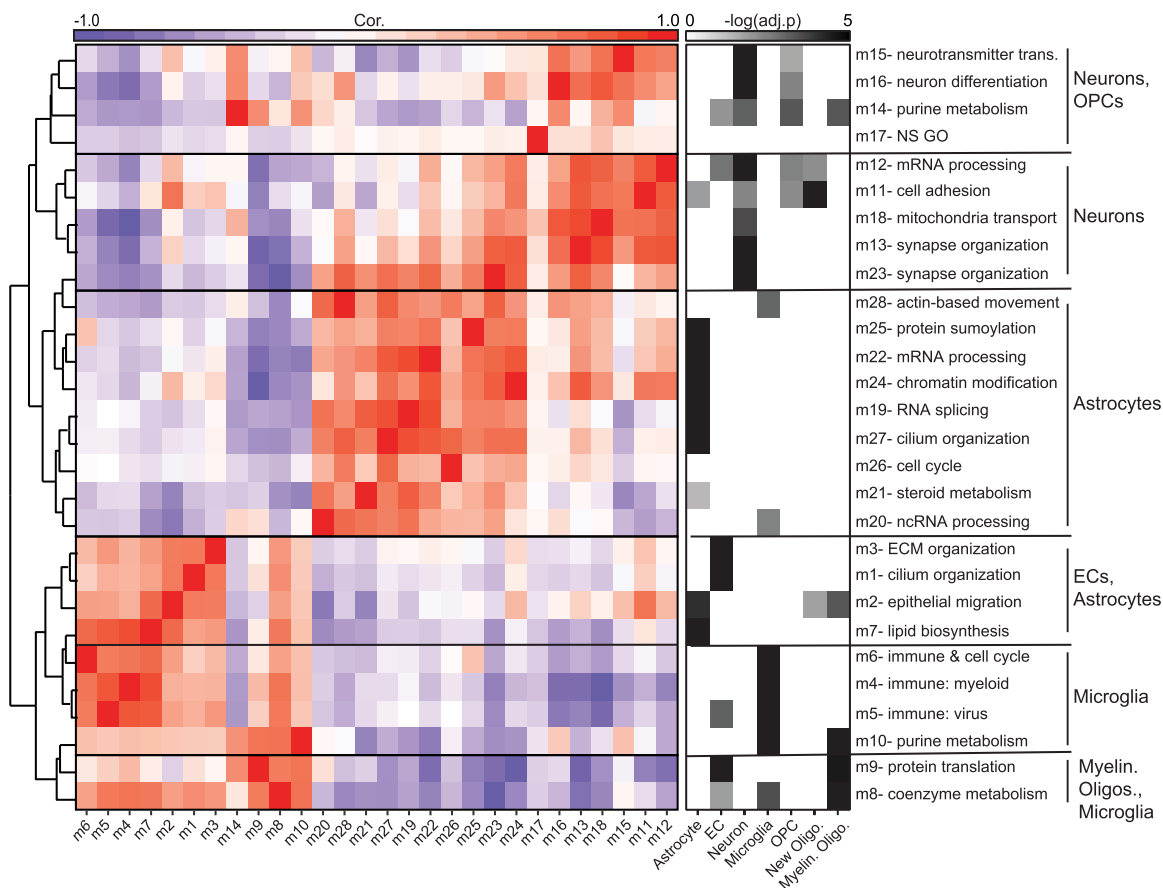 -1.0 Cor. 1.0 0 -log(adj.p) 5
m15- neurotransmitter trans.
m16- neuron differentiation
m14- purine metabolism
m17- NS GO
Neurons,
OPCs
m12- mRNA processing
m11- cell adhesion
m18- mitochondria transport
m13- synapse organization
m23- synapse organization
Neurons
m28- actin-based movement
m25- protein sumoylation
m22- mRNA processing
m24- chromatin modification
m19- RNA splicing
m27- cilium organization
m26- cell cycle
m21- steroid metabolism
m20- ncRNA processing
Astrocytes
m3- ECM organization
m1- cilium organization
m2- epithelial migration
m7- lipid biosynthesis
ECs,
Astrocytes
m6- immune & cell cycle
m4- immune: myeloid
m5- immune: virus
m10- purine metabolism
Microglia
m9- protein translation
m8- coenzyme metabolism
Myelin.
Oligos.,
Microglia
m6 m5 m4 m7 m2 m1 m3 m14 m9 m8 m10 m20 m28 m21 m27 m19 m22 m26 m25 m23 m24 m17 m16 m13 m18 m15 m11 m12
Astrocyte EC Neuron Microglia OPC New Oligo. Myelin. Oligo.